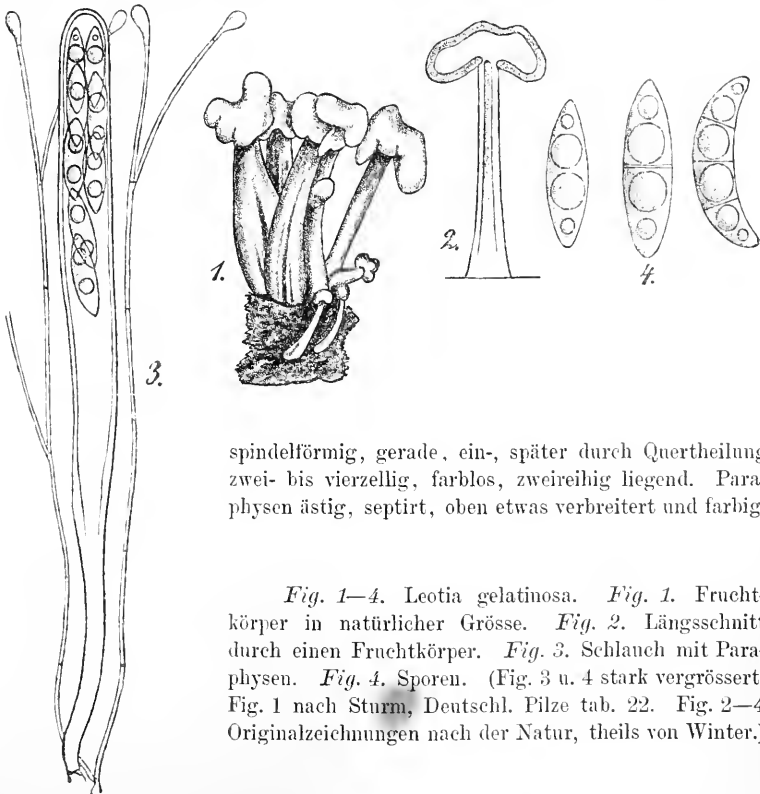 1.
2.
3.
4.
spindelförmig, gerade, ein-, später durch Quertheilung
zwei- bis vierzellig, farblos, zweireihig liegend. Para-
physen ästig, septirt, oben etwas verbreitert und farbig
Fig. 1—4. Leotia gelatinosa. Fig. 1. Frucht-
körper in natürlicher Grösse. Fig. 2. Längsschnitt
durch einen Fruchtkörper. Fig. 3. Schlauch mit Para-
physen. Fig. 4. Sporen. (Fig. 3 u. 4 stark vergrössert.
Fig. 1 nach Sturm, Deutschl. Pilze tab. 22. Fig. 2—4
Originalzeichnungen nach der Natur, theils von Winter.)